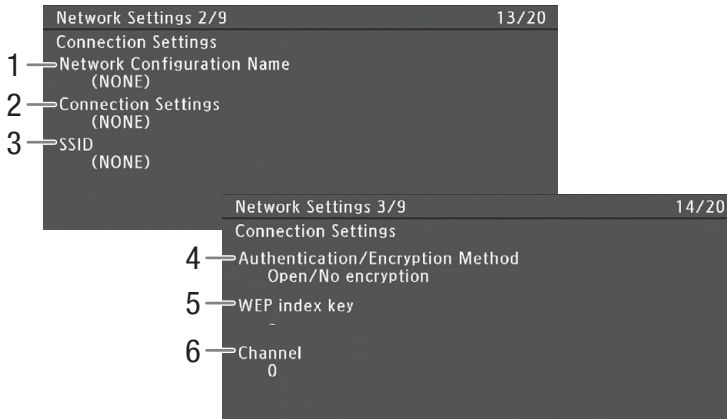 Network Settings 2/9 13/20
Connection Settings
1 Network Configuration Name
(NONE)
2 Connection Settings
(NONE)
3 SSID
(NONE)
Network Settings 3/9 14/20
Connection Settings
4 Authentication/Encryption Method
Open/No encryption
5 WEP index key
–
6 Channel
0